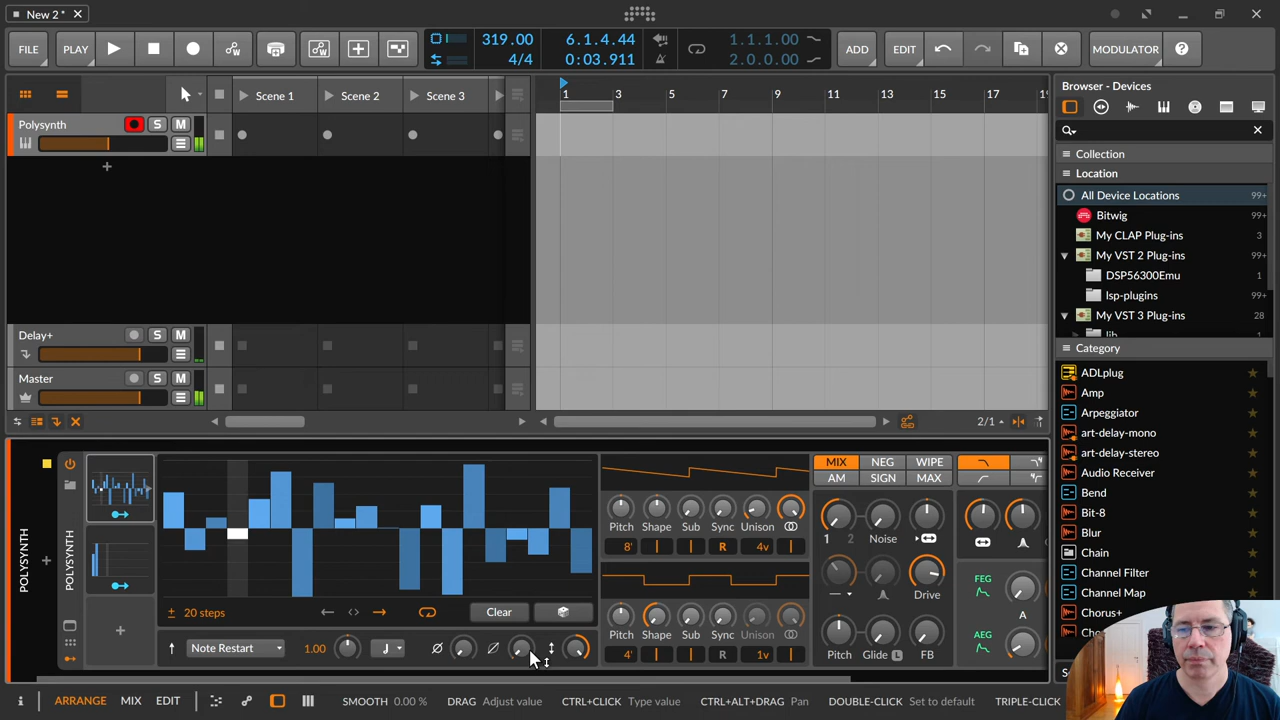 New 2 *
FILE
PLAY
319.00
4/4
6.1.4.44
0:03.911
1.1.1.00
2.0.0.00
ADD
EDIT
MODULATOR
Scene 1
Scene 2
Scene 3
1
3
5
7
9
11
13
15
17
Browser - Devices
Polysynth
S
M
Collection
Location
All Device Locations
99+
Bitwig
99+
My CLAP Plug-ins
3
My VST 2 Plug-ins
99+
DSP56300Emu
1
lsp-plugins
99+
My VST 3 Plug-ins
28
Delay+
S
M
Category
Master
S
M
ADLplug
Amp
Arpeggiator
art-delay-mono
art-delay-stereo
Audio Receiver
Bend
Bit-8
Blur
Chain
Channel Filter
Channel Map
Chorus+
2/1
POLYSYNTH
POLYSYNTH
20 steps
Clear
Note Restart
1.00
Pitch
Shape
Sub
Sync
Unison
8'
R
4v
Pitch
Shape
Sub
Sync
Unison
4'
R
1v
MIX
NEG
WIPE
AM
SIGN
MAX
1
2
Noise
Drive
Pitch
Glide
L
FB
FEG
AEG
A
ARRANGE
MIX
EDIT
SMOOTH
0.00 %
DRAG
Adjust value
CTRL+CLICK
Type value
CTRL+ALT+DRAG
Pan
DOUBLE-CLICK
Set to default
TRIPLE-CLICK